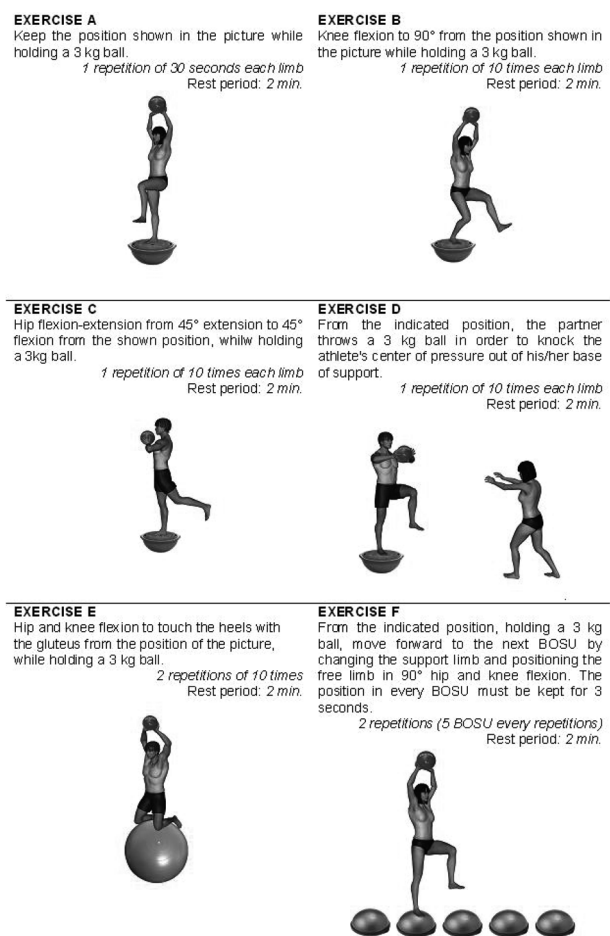 EXERCISE A
Keep the position shown in the picture while
holding a 3 kg ball.
1 repetition of 30 seconds each limb
Rest period: 2 min.
EXERCISE B
Knee flexion to 90° from the position shown in
the picture while holding a 3 kg ball.
1 repetition of 10 times each limb
Rest period: 2 min.
EXERCISE C
Hip flexion-extension from 45° extension to 45°
flexion from the shown position, whilw holding
a 3kg ball.
1 repetition of 10 times each limb
Rest period: 2 min.
EXERCISE D
From the indicated position, the partner
throws a 3 kg ball in order to knock the
athlete's center of pressure out of his/her base
of support.
1 repetition of 10 times each limb
Rest period: 2 min.
EXERCISE E
Hip and knee flexion to touch the heels with
the gluteus from the position of the picture,
while holding a 3 kg ball.
2 repetitions of 10 times
Rest period: 2 min.
EXERCISE F
From the indicated position, holding a 3 kg
ball, move forward to the next BOSU by
changing the support limb and positioning the
free limb in 90° hip and knee flexion. The
position in every BOSU must be kept for 3
seconds.
2 repetitions (5 BOSU every repetitions)
Rest period: 2 min.